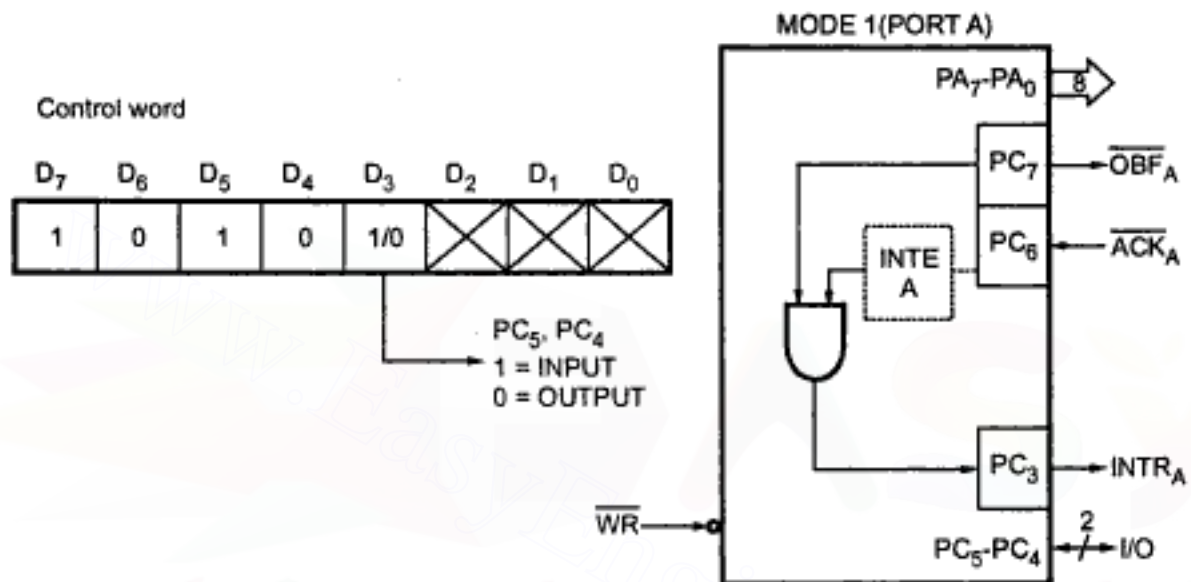 MODE 1(PORT A)
Control word
D7 D6 D5 D4 D3 D2 D1 D0
1 0 1 0 1/0
PC5, PC4
1 = INPUT
0 = OUTPUT
PA7-PA0
8
PC7
OBFA
PC6
ACKA
INTE
A
PC3
INTRA
WR
PC5-PC4
2
I/O